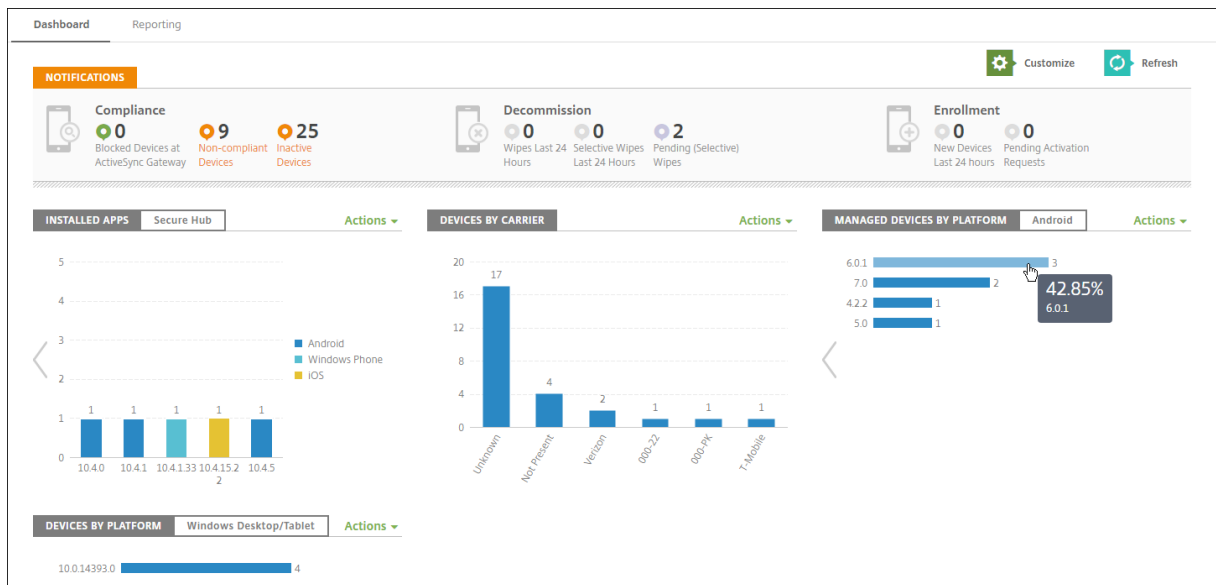 Dashboard
Reporting
Customize
Refresh
NOTIFICATIONS
Compliance
0
Blocked Devices at
ActiveSync Gateway
9
Non-compliant
Devices
25
Inactive
Devices
Decommission
0
Wipes Last 24
Hours
0
Selective Wipes
Last 24 Hours
2
Pending (Selective)
Wipes
Enrollment
0
New Devices
Last 24 hours
0
Pending Activation
Requests
INSTALLED APPS
Secure Hub
Actions
5
4
3
2
1
0
1
1
1
1
1
10.4.0
10.4.1
10.4.1.33
10.4.15.2
2
10.4.5
Android
Windows Phone
iOS
DEVICES BY CARRIER
Actions
20
16
12
8
4
0
17
4
2
1
1
1
Unknown
Not Present
Verizon
000-22
000-PK
T-Mobile
MANAGED DEVICES BY PLATFORM
Android
Actions
6.0.1
3
7.0
2
4.2.2
1
5.0
1
42.85%
6.0.1
DEVICES BY PLATFORM
Windows Desktop/Tablet
Actions
10.0.14393.0
4